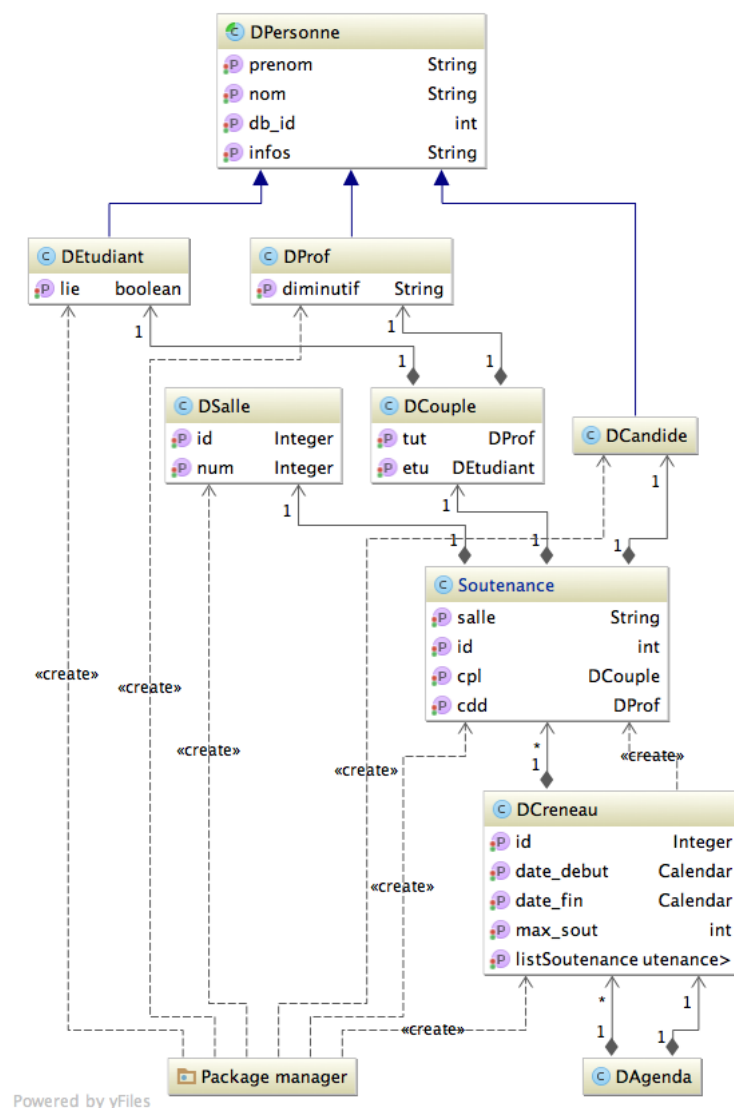 DPersonne
prenom String
nom String
db_id int
infos String
DEtudiant
lie boolean
DProf
diminutif String
1
1
1
1
DSalle
id Integer
num Integer
DCouple
tut DProf
etu DEtudiant
DCandide
1
1
1
1
1
1
Soutenance
salle String
id int
cpl DCouple
cdd DProf
«create»
«create»
«create»
«create»
*
1
«create»
DCreneau
id Integer
date_debut Calendar
date_fin Calendar
max_sout int
listSoutenance utenance>
«create»
«create»
*
1
1
1
Package manager
DAgenda
Powered by yFiles